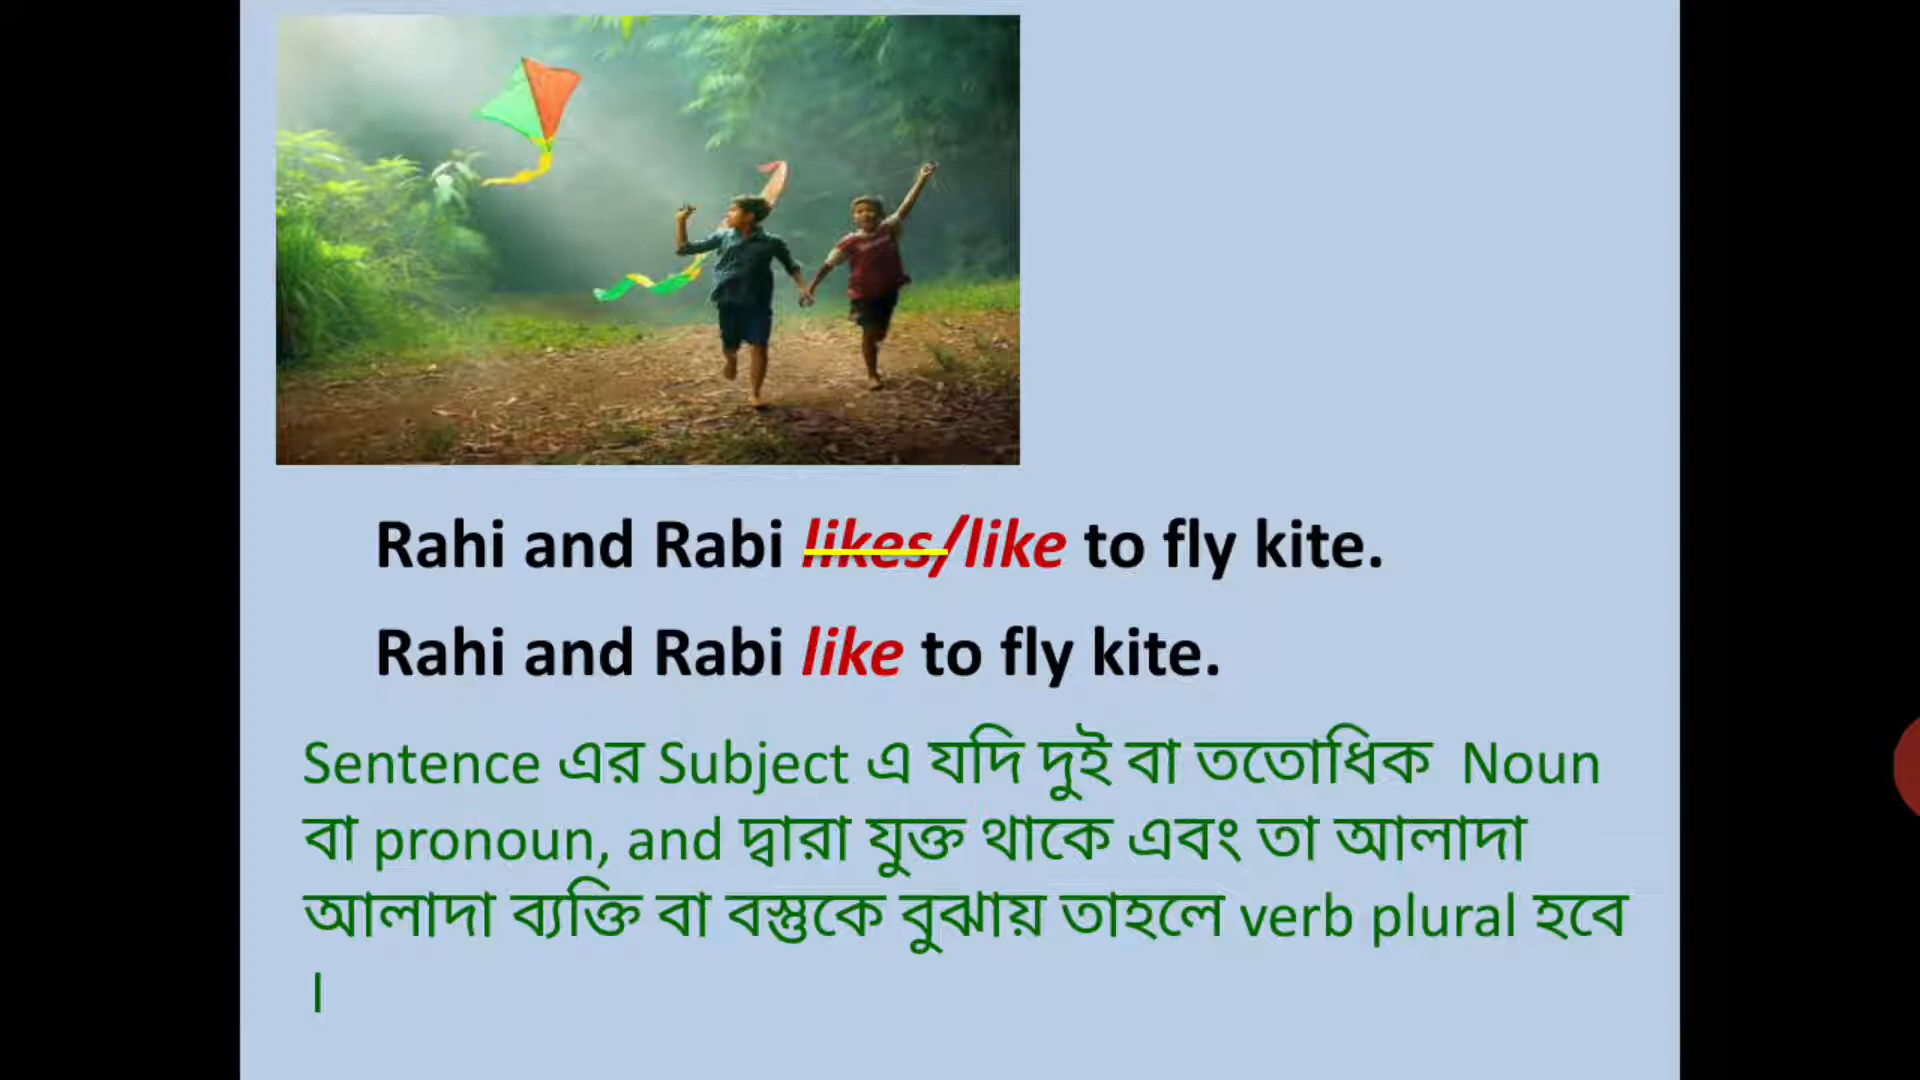 Rahi and Rabi likes/like to fly kite.
Rahi and Rabi like to fly kite.
Sentence এর Subject এ যদি দুই বা ততোধিক Noun
বা pronoun, and দ্বারা যুক্ত থাকে এবং তা আলাদা
আলাদা ব্যক্তি বা বস্তুকে বুঝায় তাহলে verb plural হবে
।